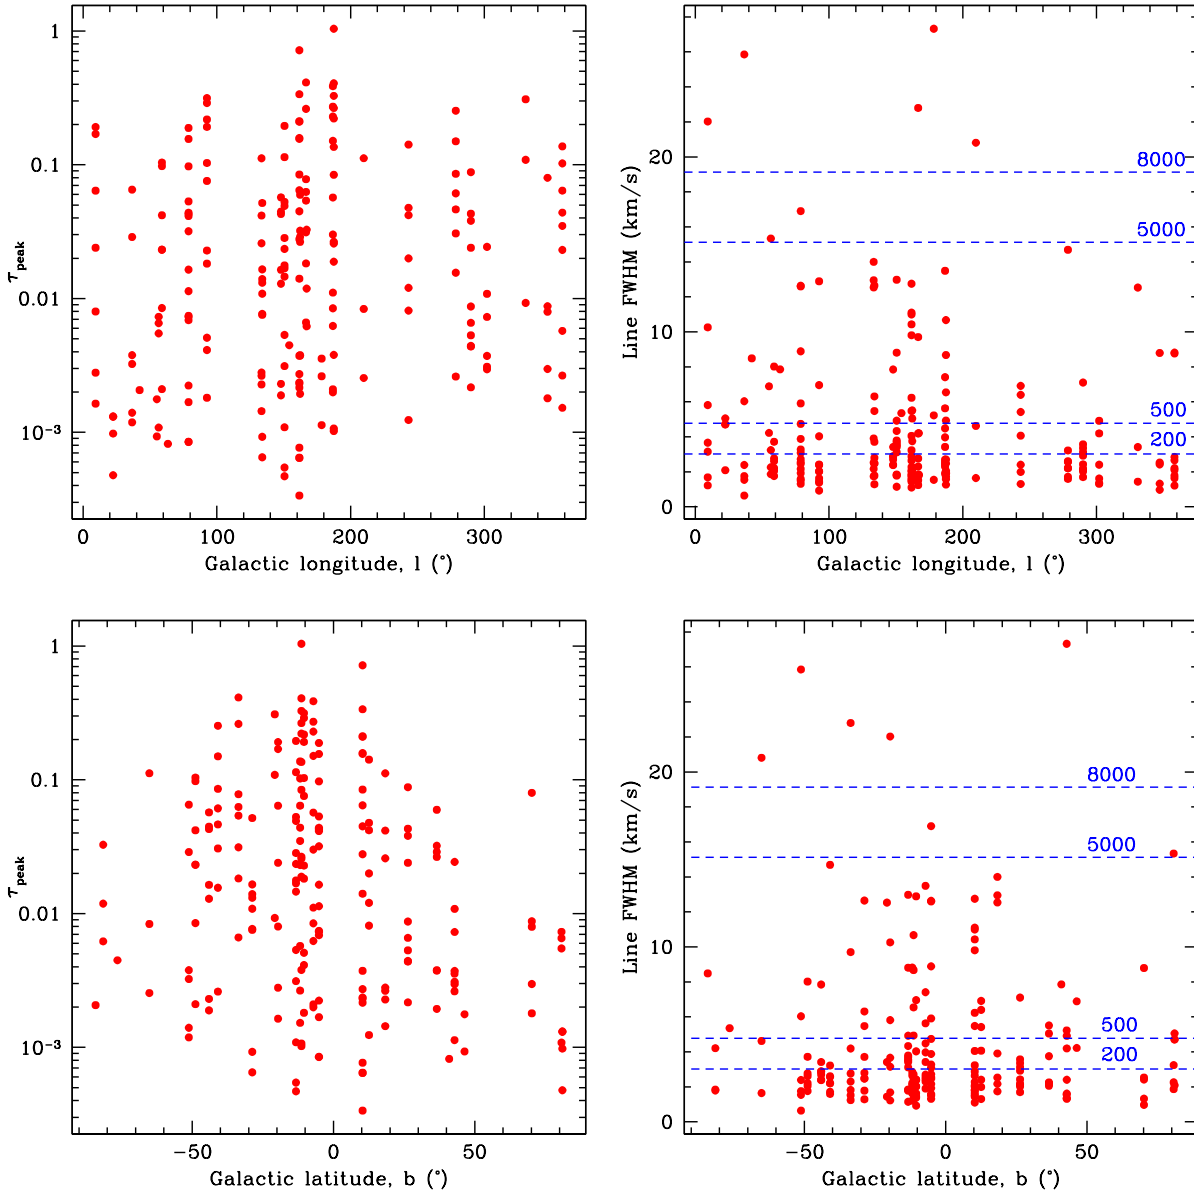 1
0.1
0.01
10⁻³
τpeak
0 100 200 300
Galactic longitude, l (°)
20
10
0
Line FWHM (km/s)
8000
5000
500
200
0 100 200 300
Galactic longitude, l (°)
1
0.1
0.01
10⁻³
τpeak
−50 0 50
Galactic latitude, b (°)
20
10
0
Line FWHM (km/s)
8000
5000
500
200
−50 0 50
Galactic latitude, b (°)